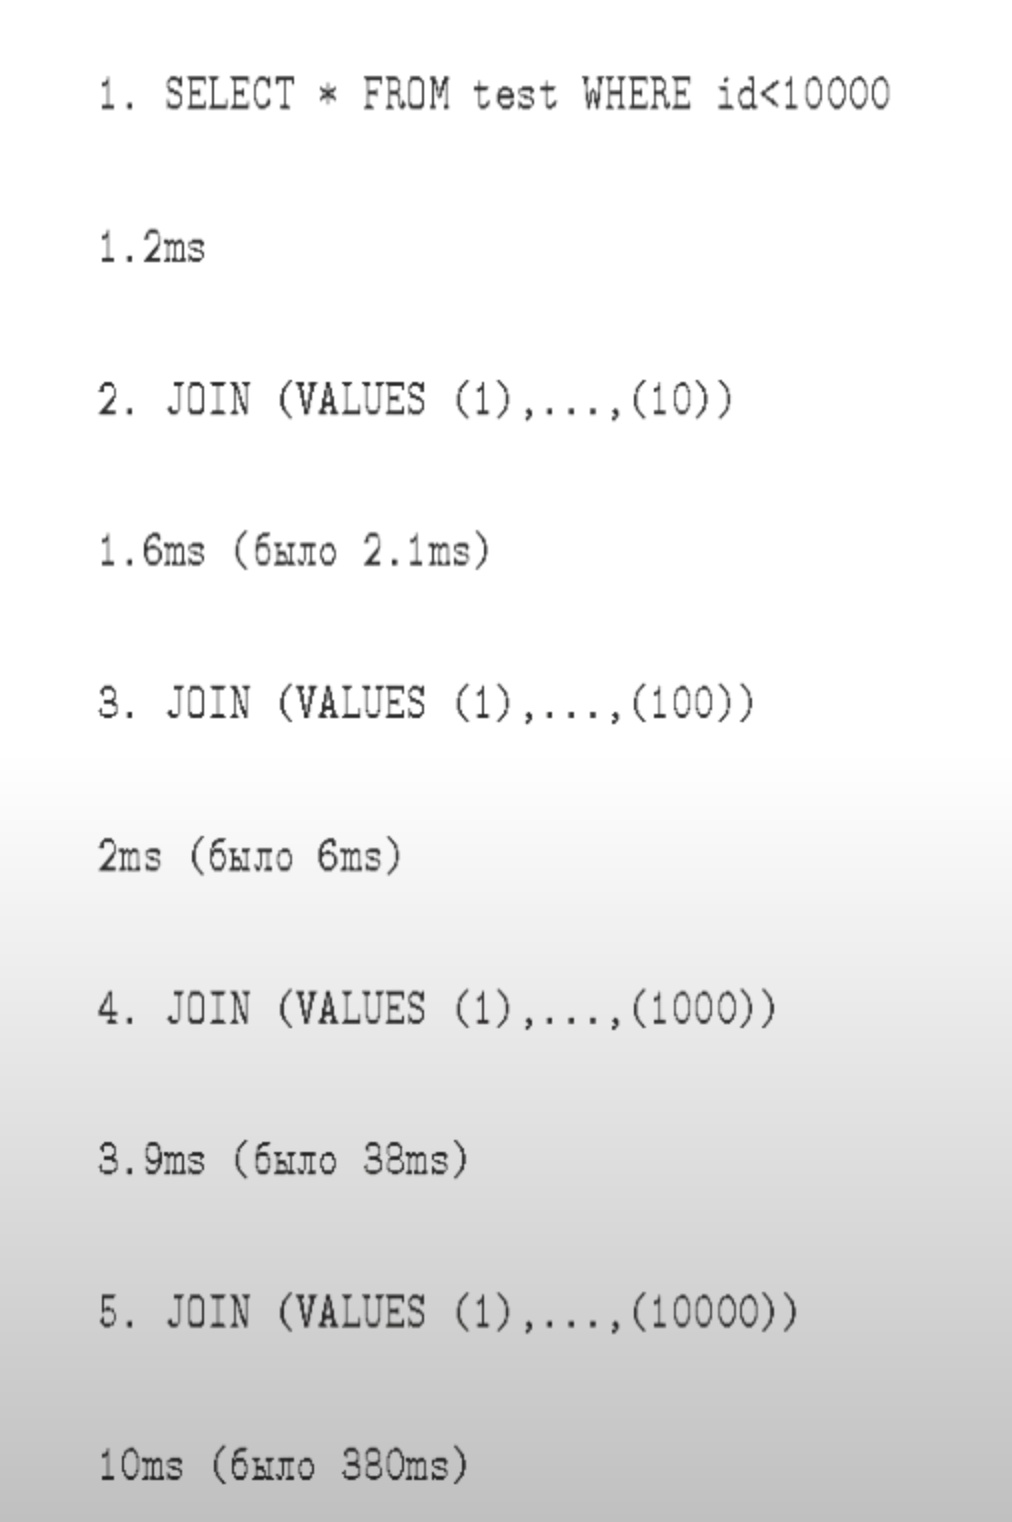 1. SELECT * FROM test WHERE id<10000
1.2ms
2. JOIN (VALUES (1),...,(10))
1.6ms (было 2.1ms)
3. JOIN (VALUES (1),...,(100))
2ms (было 6ms)
4. JOIN (VALUES (1),...,(1000))
3.9ms (было 38ms)
5. JOIN (VALUES (1),...,(10000))
10ms (было 380ms)